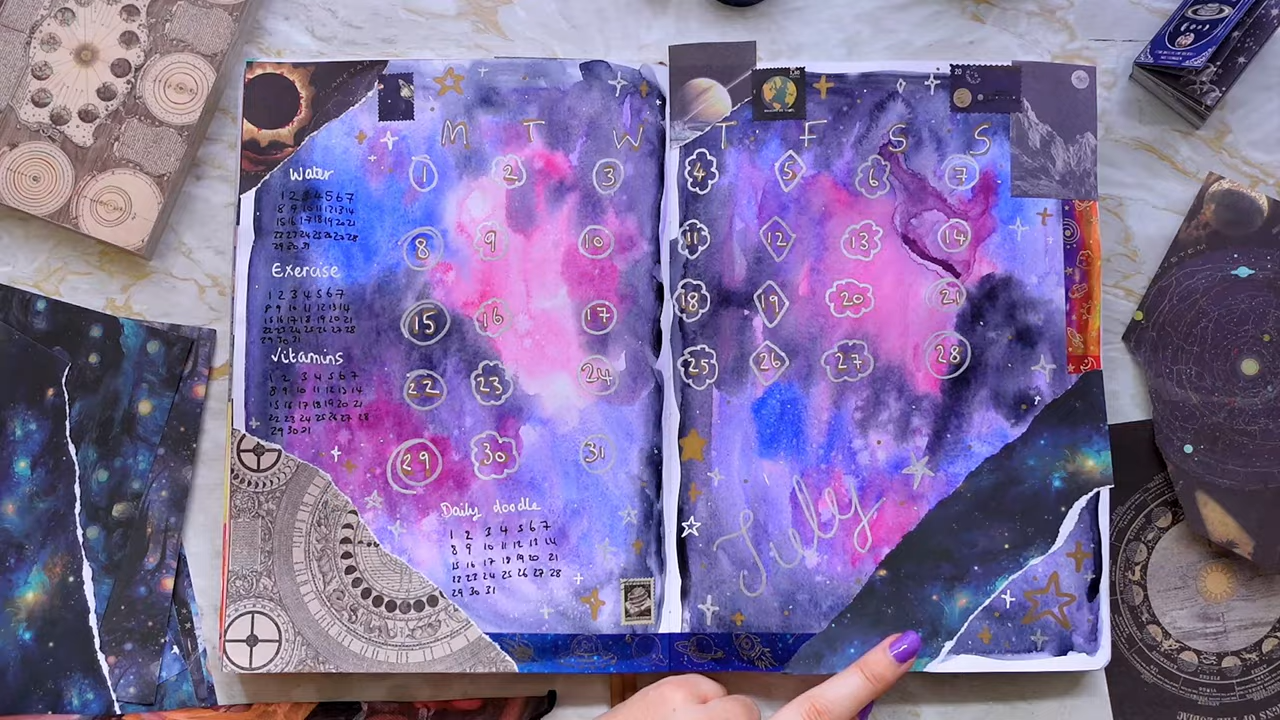 M T W
T F S S
1 2 3
4 5 6 7
Water
1 2 3 4 5 6 7
8 9 10 11 12 13 14
15 16 17 18 19 20 21
22 23 24 25 26 27 28
29 30 31
8 9 10
11 12 13 14
Exercise
1 2 3 4 5 6 7
8 9 10 11 12 13 14
15 16 17 18 19 20 21
22 23 24 25 26 27 28
29 30 31
15 16 17
18 19 20 21
Vitamins
1 2 3 4 5 6 7
8 9 10 11 12 13 14
15 16 17 18 19 20 21
22 23 24 25 26 27 28
29 30 31
22 23 24
25 26 27 28
29 30 31
Daily doodle
1 2 3 4 5 6 7
8 9 10 11 12 13 14
15 16 17 18 19 20 21
22 23 24 25 26 27 28
29 30 31
July